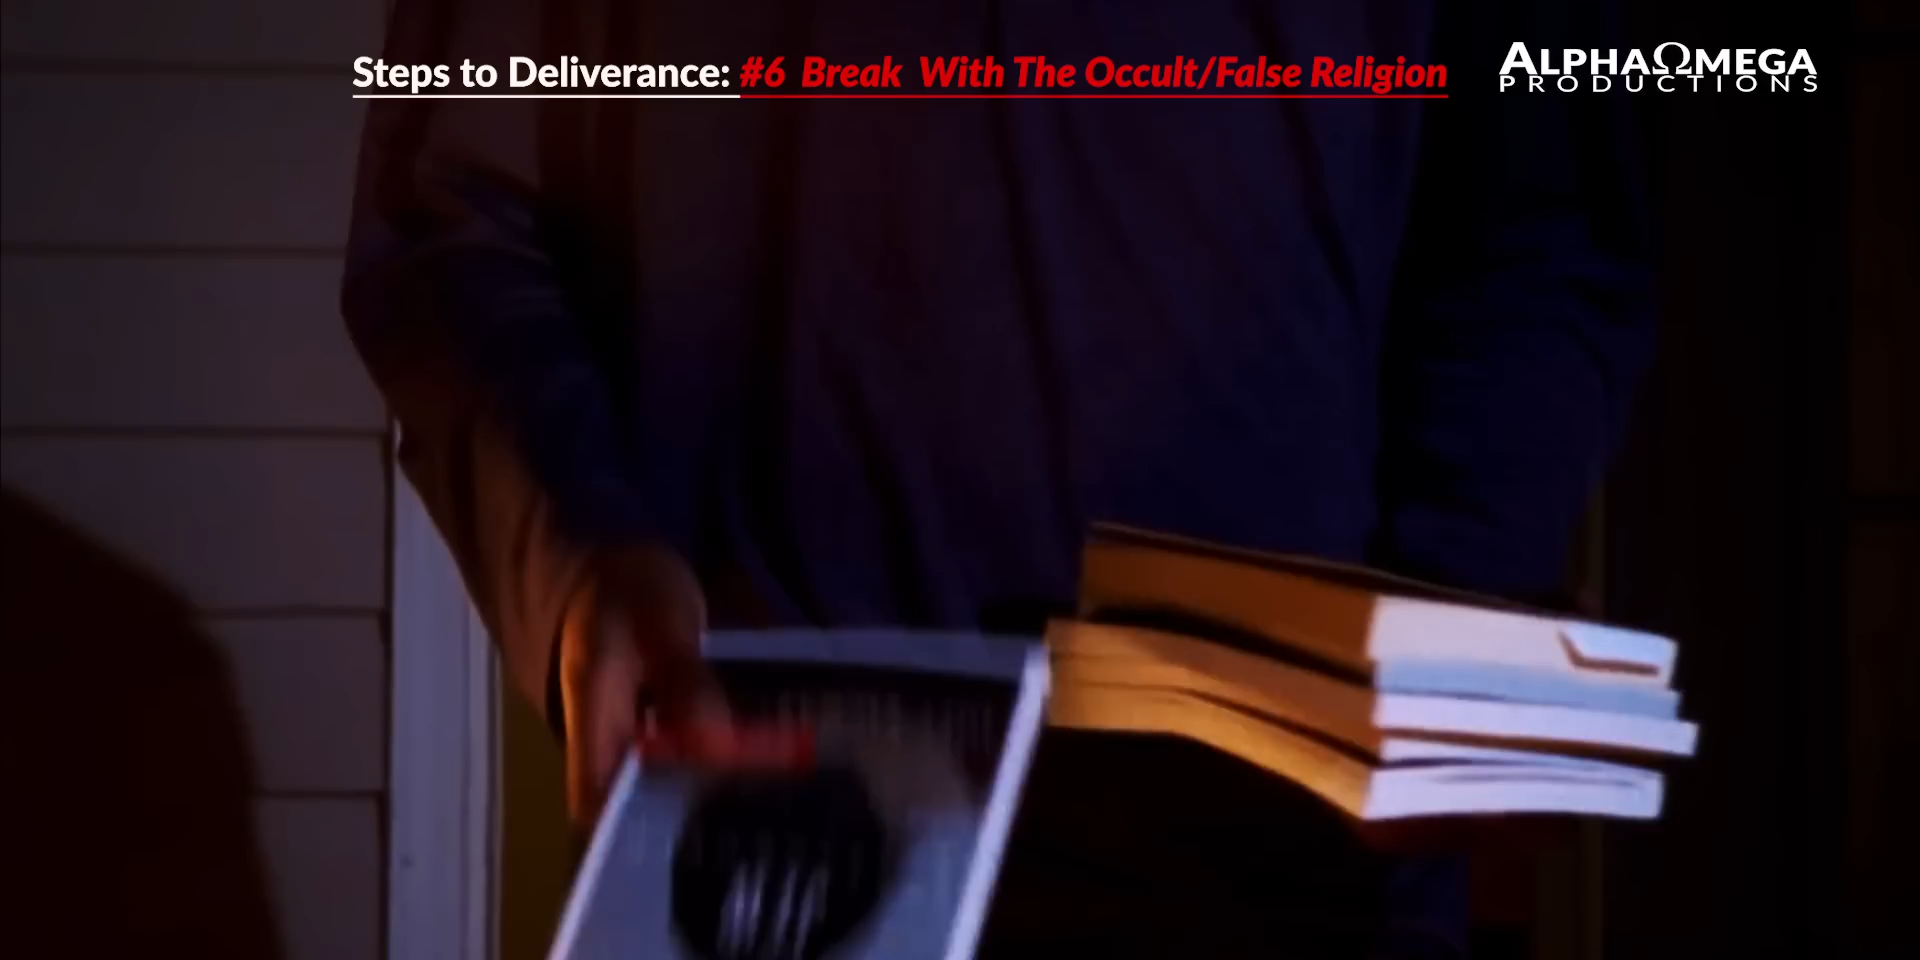 Steps to Deliverance: #6 Break With The Occult/False Religion
ALPHAΩMEGA
PRODUCTIONS